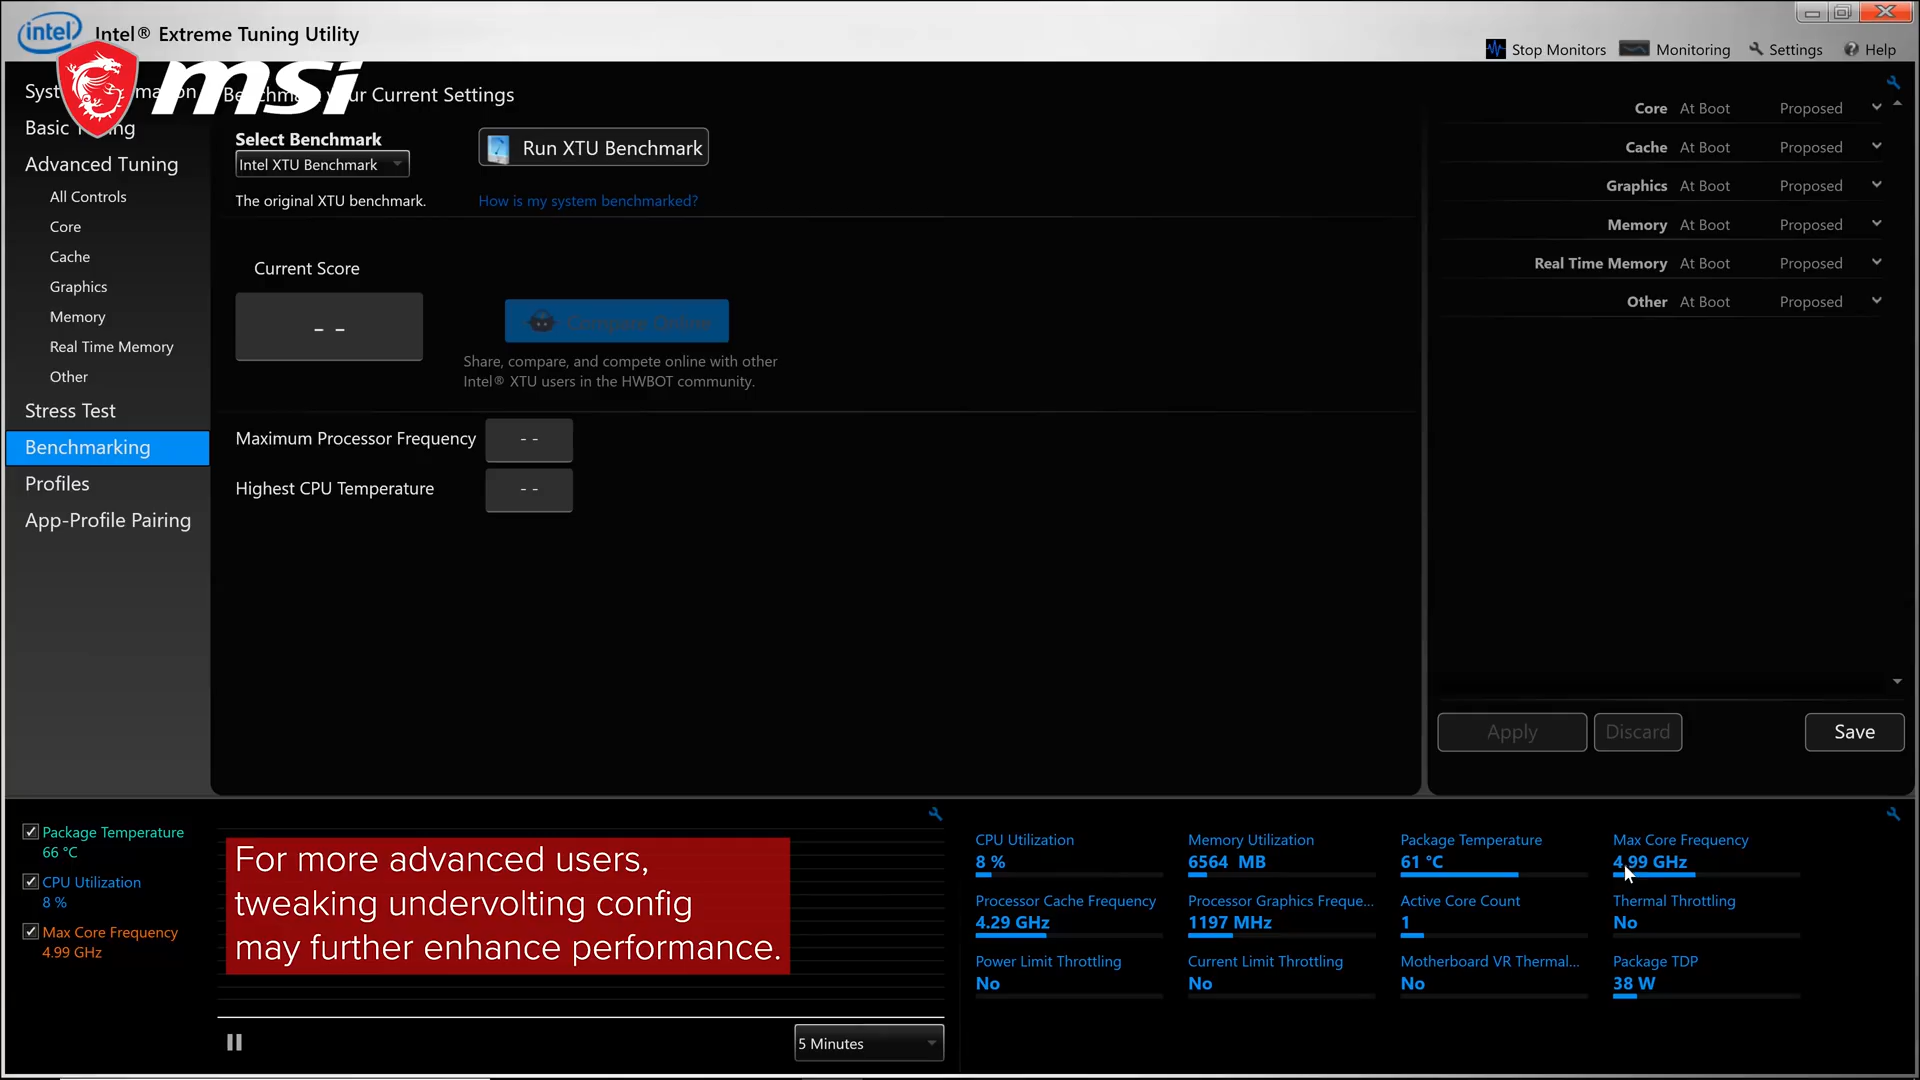 intel
Intel® Extreme Tuning Utility
Stop Monitors
Monitoring
Settings
Help
msi
Benchmark your Current Settings
Basic Tuning
Advanced Tuning
All Controls
Core
Cache
Graphics
Memory
Real Time Memory
Other
Stress Test
Benchmarking
Profiles
App-Profile Pairing
Select Benchmark
Intel XTU Benchmark
Run XTU Benchmark
The original XTU benchmark.
How is my system benchmarked?
Current Score
- -
Compare Online
Share, compare, and compete online with other
Intel® XTU users in the HWBOT community.
Maximum Processor Frequency - -
Highest CPU Temperature - -
Core At Boot Proposed
Cache At Boot Proposed
Graphics At Boot Proposed
Memory At Boot Proposed
Real Time Memory At Boot Proposed
Other At Boot Proposed
Apply
Discard
Save
Package Temperature
66 °C
CPU Utilization
8 %
Max Core Frequency
4.99 GHz
For more advanced users,
tweaking undervolting config
may further enhance performance.
5 Minutes
CPU Utilization
8 %
Memory Utilization
6564 MB
Package Temperature
61 °C
Max Core Frequency
4.99 GHz
Processor Cache Frequency
4.29 GHz
Processor Graphics Freque...
1197 MHz
Active Core Count
1
Thermal Throttling
No
Power Limit Throttling
No
Current Limit Throttling
No
Motherboard VR Thermal...
No
Package TDP
38 W